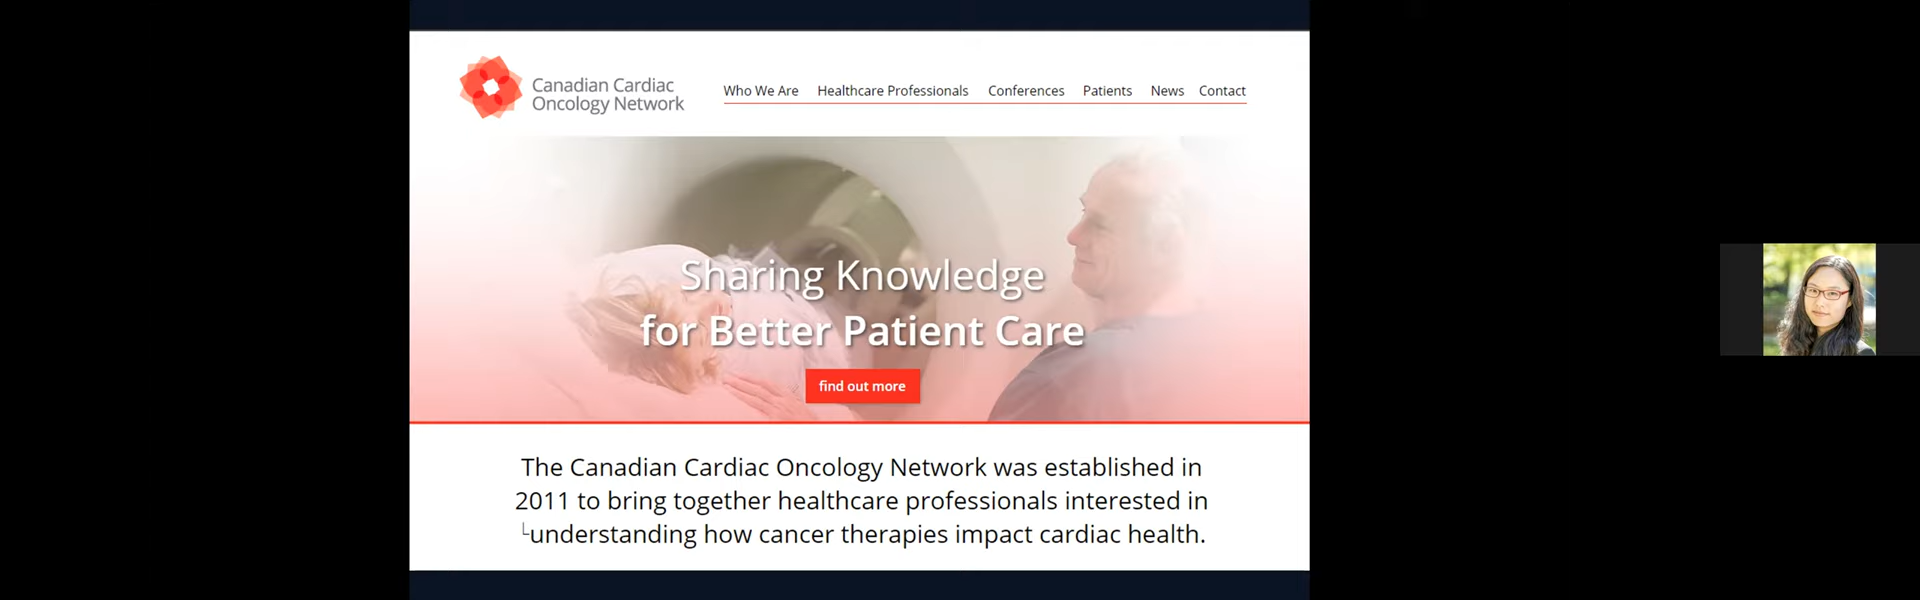 Canadian Cardiac
Oncology Network
Who We Are Healthcare Professionals Conferences Patients News Contact
Sharing Knowledge
for Better Patient Care
find out more
The Canadian Cardiac Oncology Network was established in
2011 to bring together healthcare professionals interested in
understanding how cancer therapies impact cardiac health.